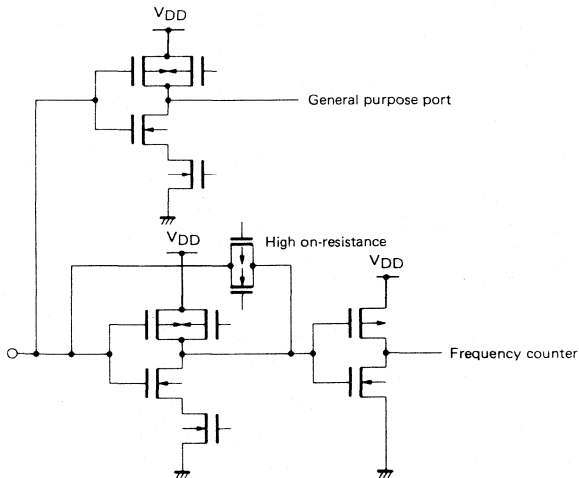 VDD
General purpose port
VDD
High on-resistance
VDD
Frequency counter